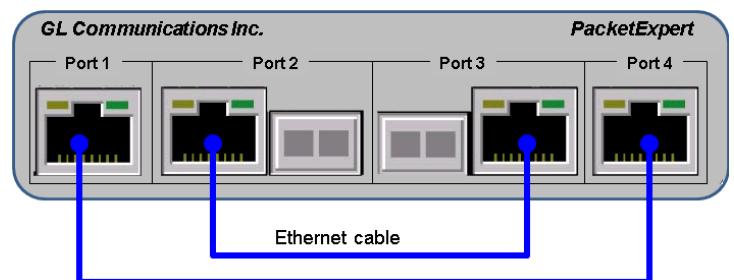 GL Communications Inc. PacketExpert
Port 1 Port 2 Port 3 Port 4
Ethernet cable